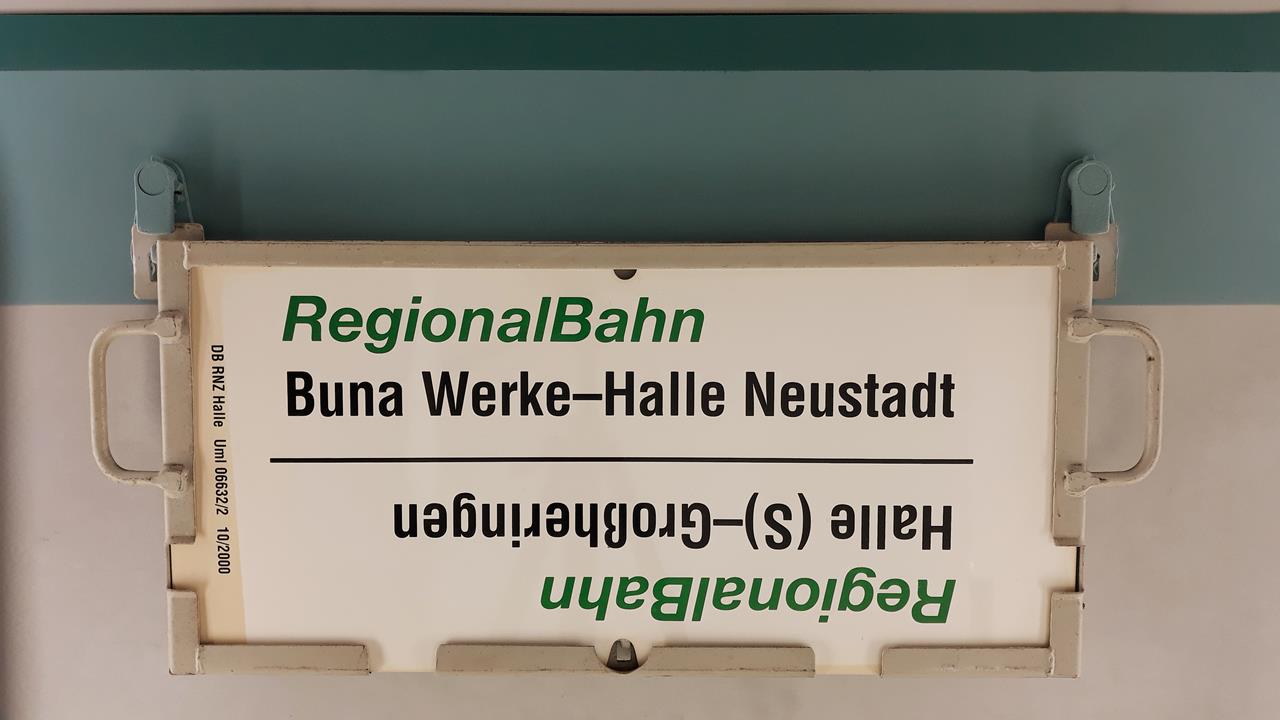 RegionalBahn
Buna Werke–Halle Neustadt
Halle (S)–Großheringen
RegionalBahn
DB RNZ Halle Uml 06632/2 10/2000